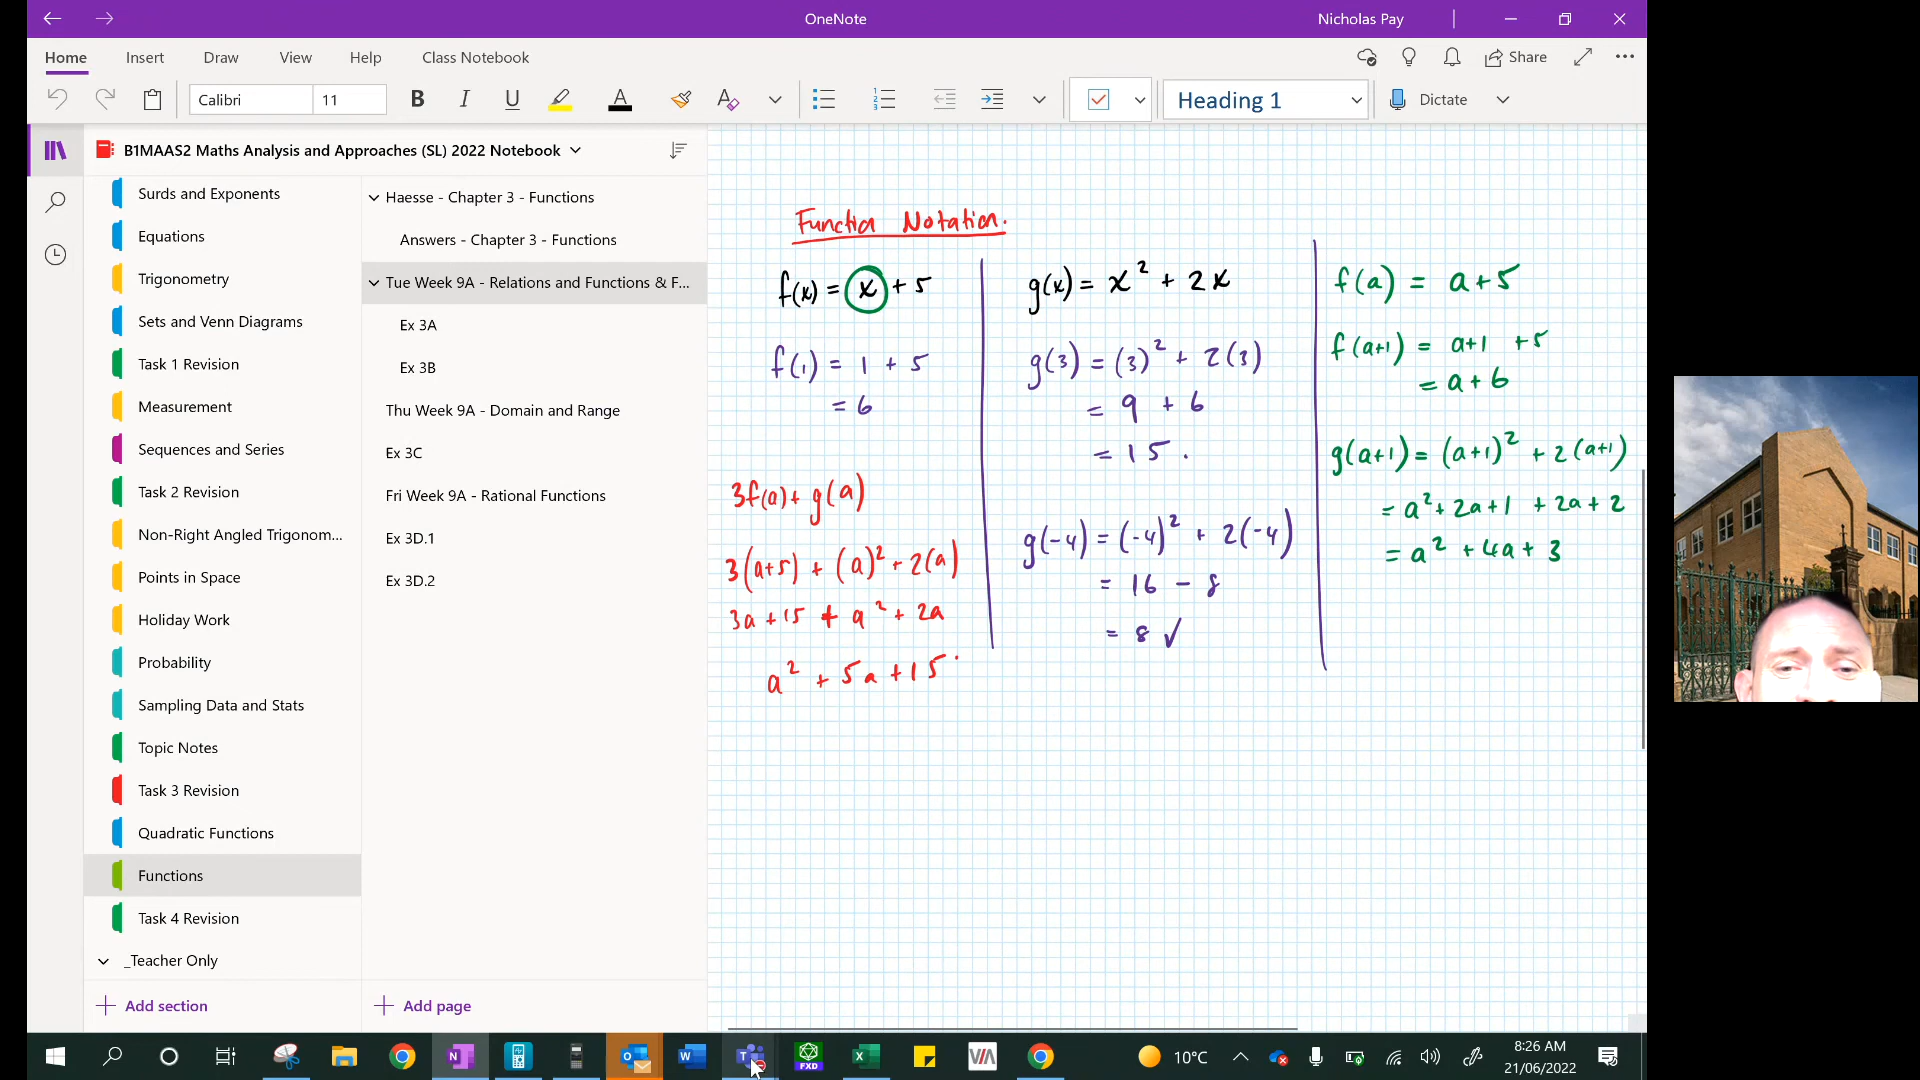 OneNote
Nicholas Pay
Home Insert Draw View Help Class Notebook
Share
Calibri 11 B I U A Heading 1 Dictate
B1MAAS2 Maths Analysis and Approaches (SL) 2022 Notebook
Surds and Exponents
Equations
Trigonometry
Sets and Venn Diagrams
Task 1 Revision
Measurement
Sequences and Series
Task 2 Revision
Non-Right Angled Trigonom...
Points in Space
Holiday Work
Probability
Sampling Data and Stats
Topic Notes
Task 3 Revision
Quadratic Functions
Functions
Task 4 Revision
_Teacher Only
Add section
Haesse - Chapter 3 - Functions
Answers - Chapter 3 - Functions
Tue Week 9A - Relations and Functions & F...
Ex 3A
Ex 3B
Thu Week 9A - Domain and Range
Ex 3C
Fri Week 9A - Rational Functions
Ex 3D.1
Ex 3D.2
Add page
Function Notation.
f(x) = x + 5
f(1) = 1 + 5
= 6
3f(a) + g(a)
3(a+5) + (a)² + 2(a)
3a + 15 + a² + 2a
a² + 5a + 15
g(x) = x² + 2x
g(3) = (3)² + 2(3)
= 9 + 6
= 15.
g(-4) = (-4)² + 2(-4)
= 16 - 8
= 8 ✓
f(a) = a+5
f(a+1) = a+1 +5
= a + 6
g(a+1) = (a+1)² + 2(a+1)
= a² + 2a + 1 + 2a + 2
= a² + 4a + 3
FXD
VIA
10°C
8:26 AM
21/06/2022